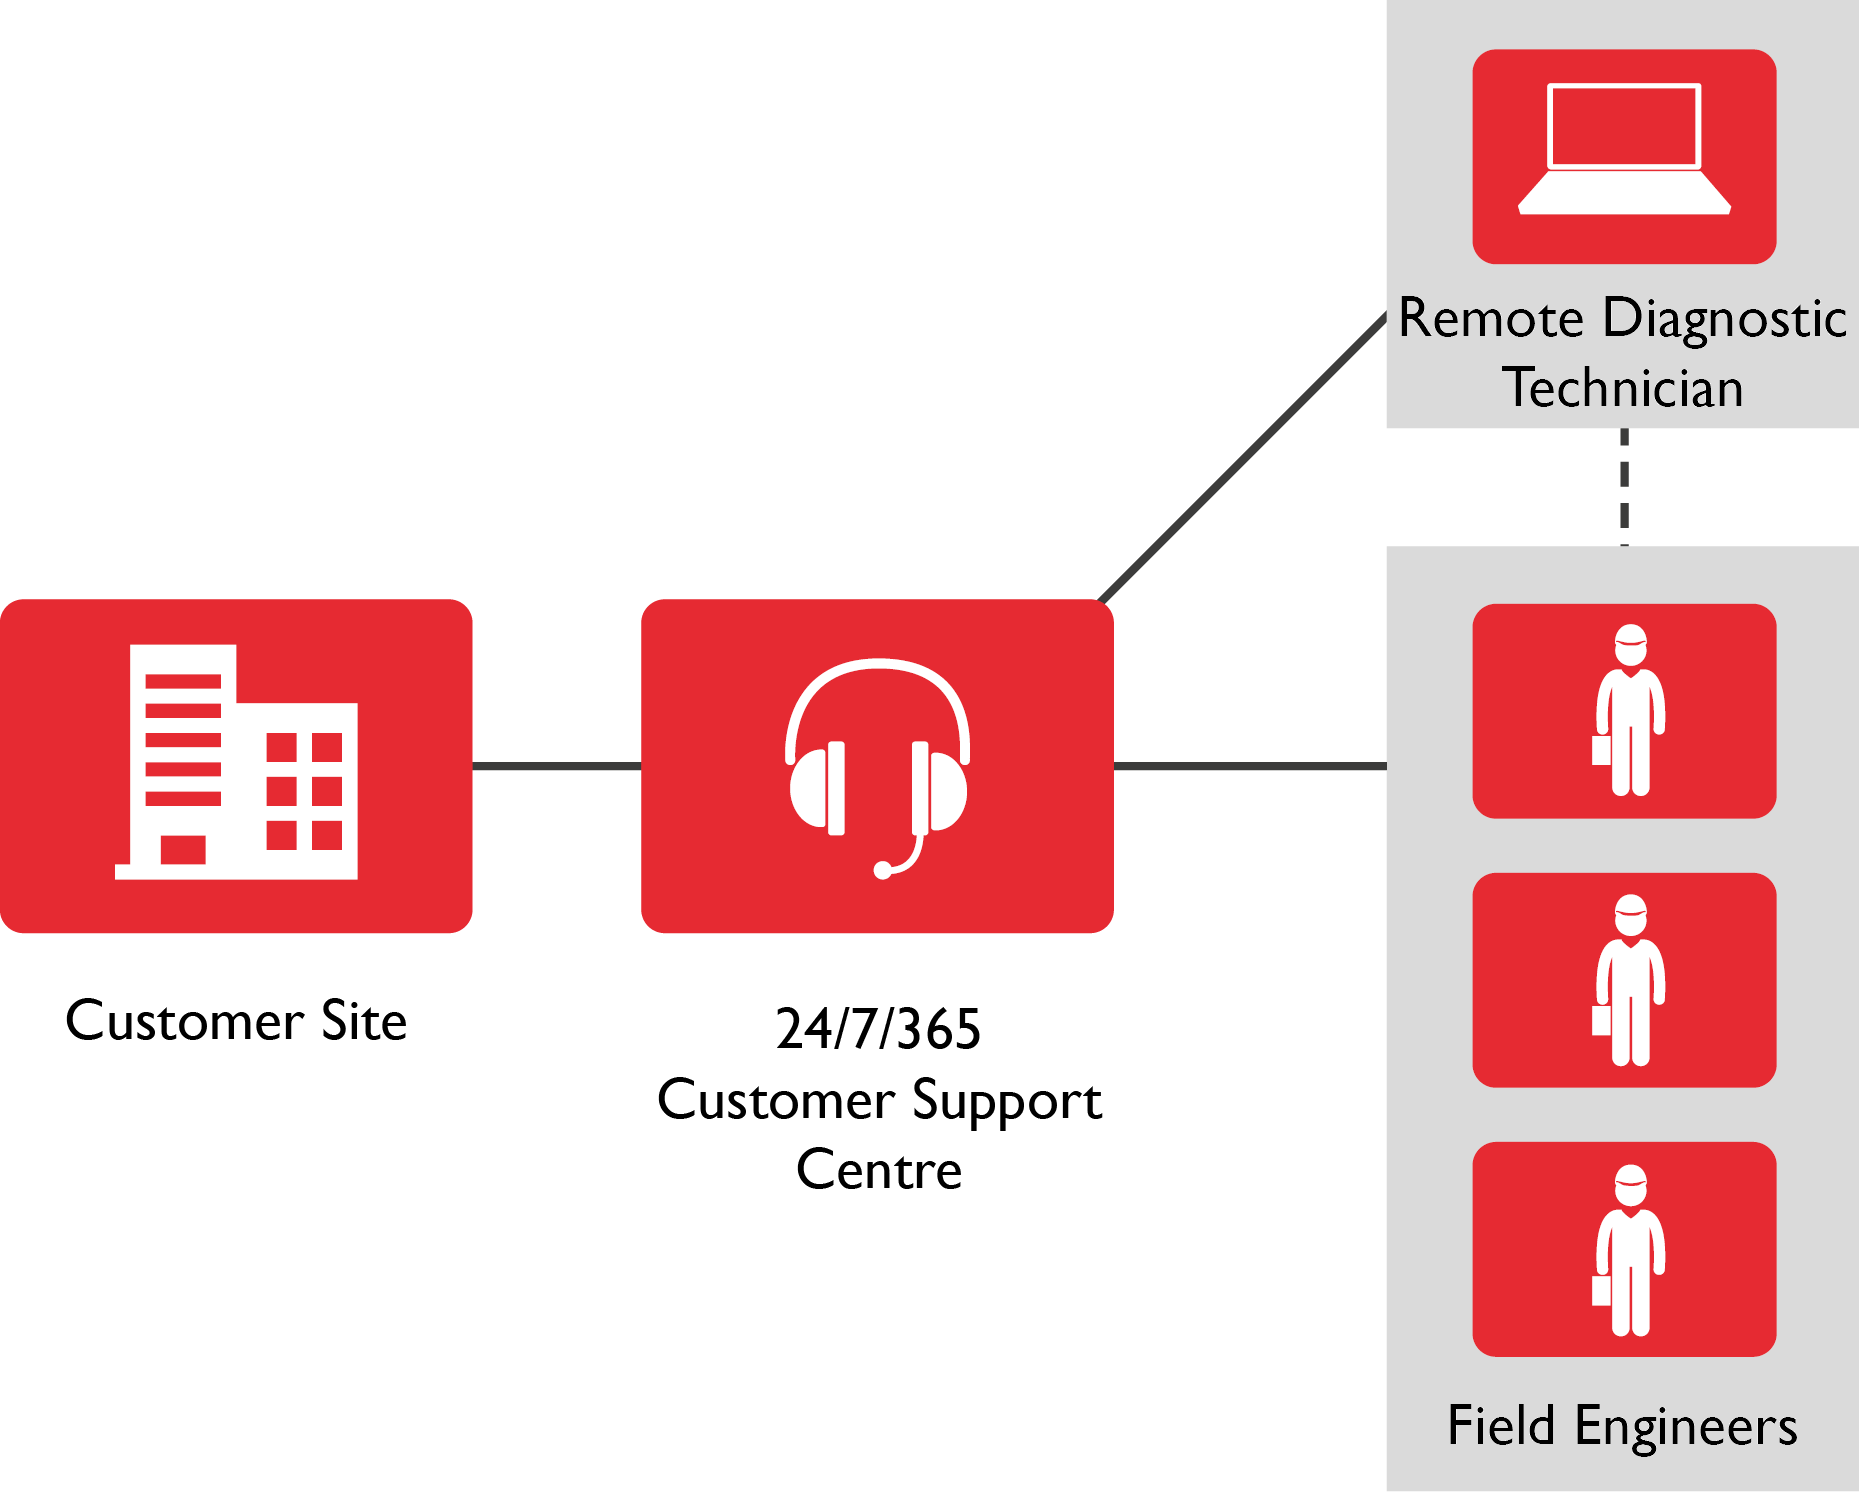 Remote Diagnostic
Technician
Customer Site
24/7/365
Customer Support
Centre
Field Engineers